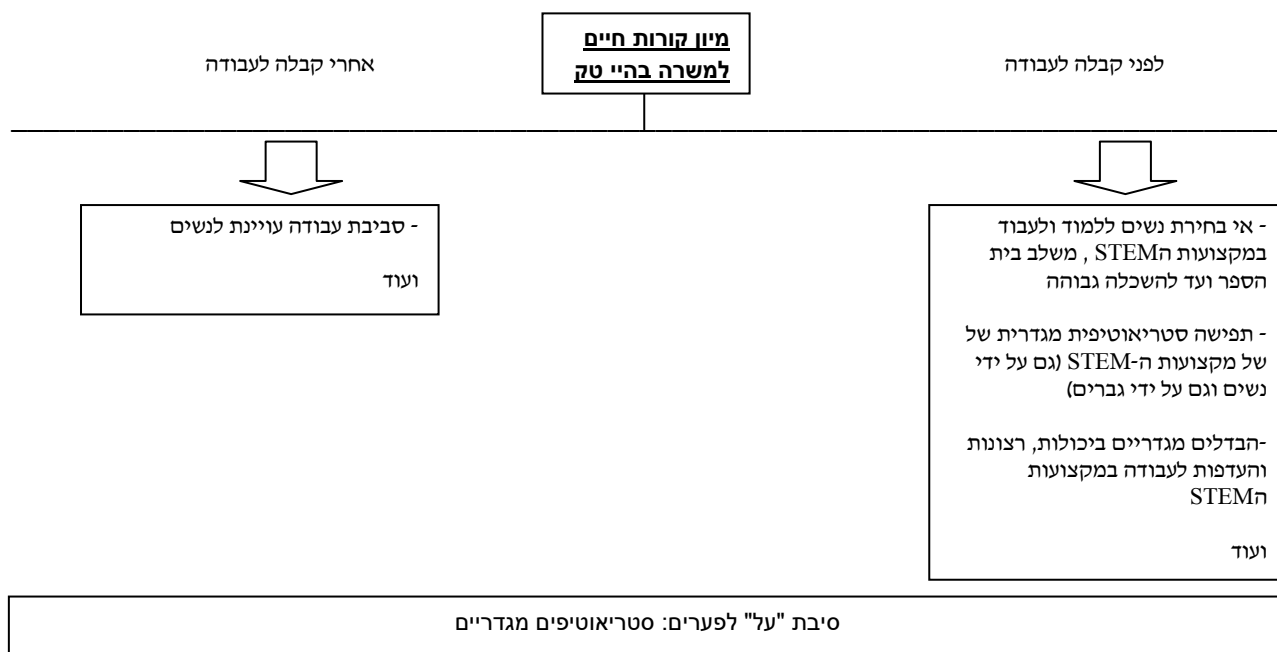 מיון קורות חיים
למשרה בהיי טק
לפני קבלה לעבודה
אחרי קבלה לעבודה
- אי בחירת נשים ללמוד ולעבוד
במקצועות הSTEM , משלב בית
הספר ועד להשכלה גבוהה
- תפישה סטריאוטיפית מגדרית של
של מקצועות ה-STEM (גם על ידי
נשים וגם על ידי גברים)
-הבדלים מגדריים ביכולות, רצונות
והעדפות לעבודה במקצועות
הSTEM
ועוד
- סביבת עבודה עויינת לנשים
ועוד
סיבת "על" לפערים: סטריאוטיפים מגדריים